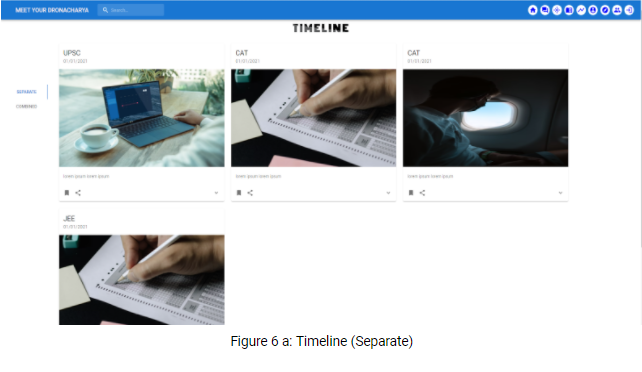 MEET YOUR DRONACHARYA
Search...
TIMELINE
SEPARATE
COMBINED
UPSC
01/01/2021
CAT
01/01/2021
CAT
01/01/2021
lorem ipsum lorem ipsum
lorem ipsum lorem ipsum
lorem ipsum lorem ipsum
JEE
01/01/2021
Figure 6 a: Timeline (Separate)